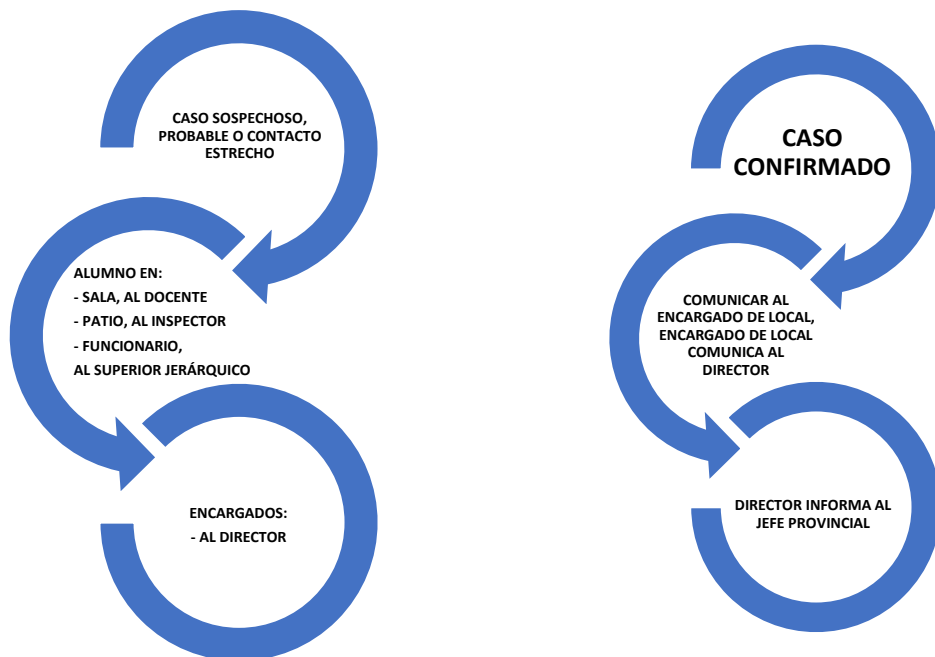 CASO SOSPECHOSO,
PROBABLE O CONTACTO
ESTRECHO
ALUMNO EN:
- SALA, AL DOCENTE
- PATIO, AL INSPECTOR
- FUNCIONARIO,
AL SUPERIOR JERÁRQUICO
ENCARGADOS:
- AL DIRECTOR
CASO
CONFIRMADO
COMUNICAR AL
ENCARGADO DE LOCAL,
ENCARGADO DE LOCAL
COMUNICA AL
DIRECTOR
DIRECTOR INFORMA AL
JEFE PROVINCIAL